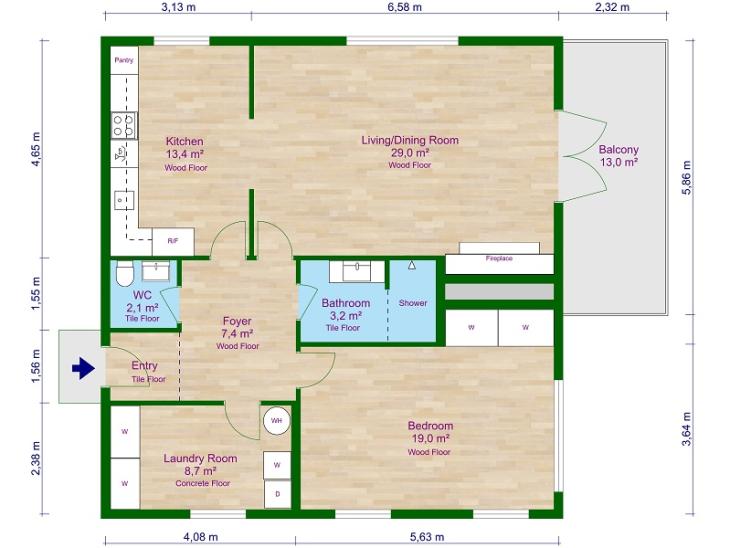 3,13 m
6,58 m
2,32 m
Pantry
Kitchen
13,4 m²
Wood Floor
Living/Dining Room
29,0 m²
Wood Floor
Balcony
13,0 m²
4,65 m
5,86 m
R/F
Fireplace
WC
2,1 m²
Tile Floor
Bathroom
3,2 m²
Tile Floor
Shower
1,55 m
Foyer
7,4 m²
Wood Floor
W
W
Entry
Tile Floor
1,56 m
Bedroom
19,0 m²
Wood Floor
3,64 m
W
WH
Laundry Room
8,7 m²
Concrete Floor
W
W
D
2,38 m
4,08 m
5,63 m